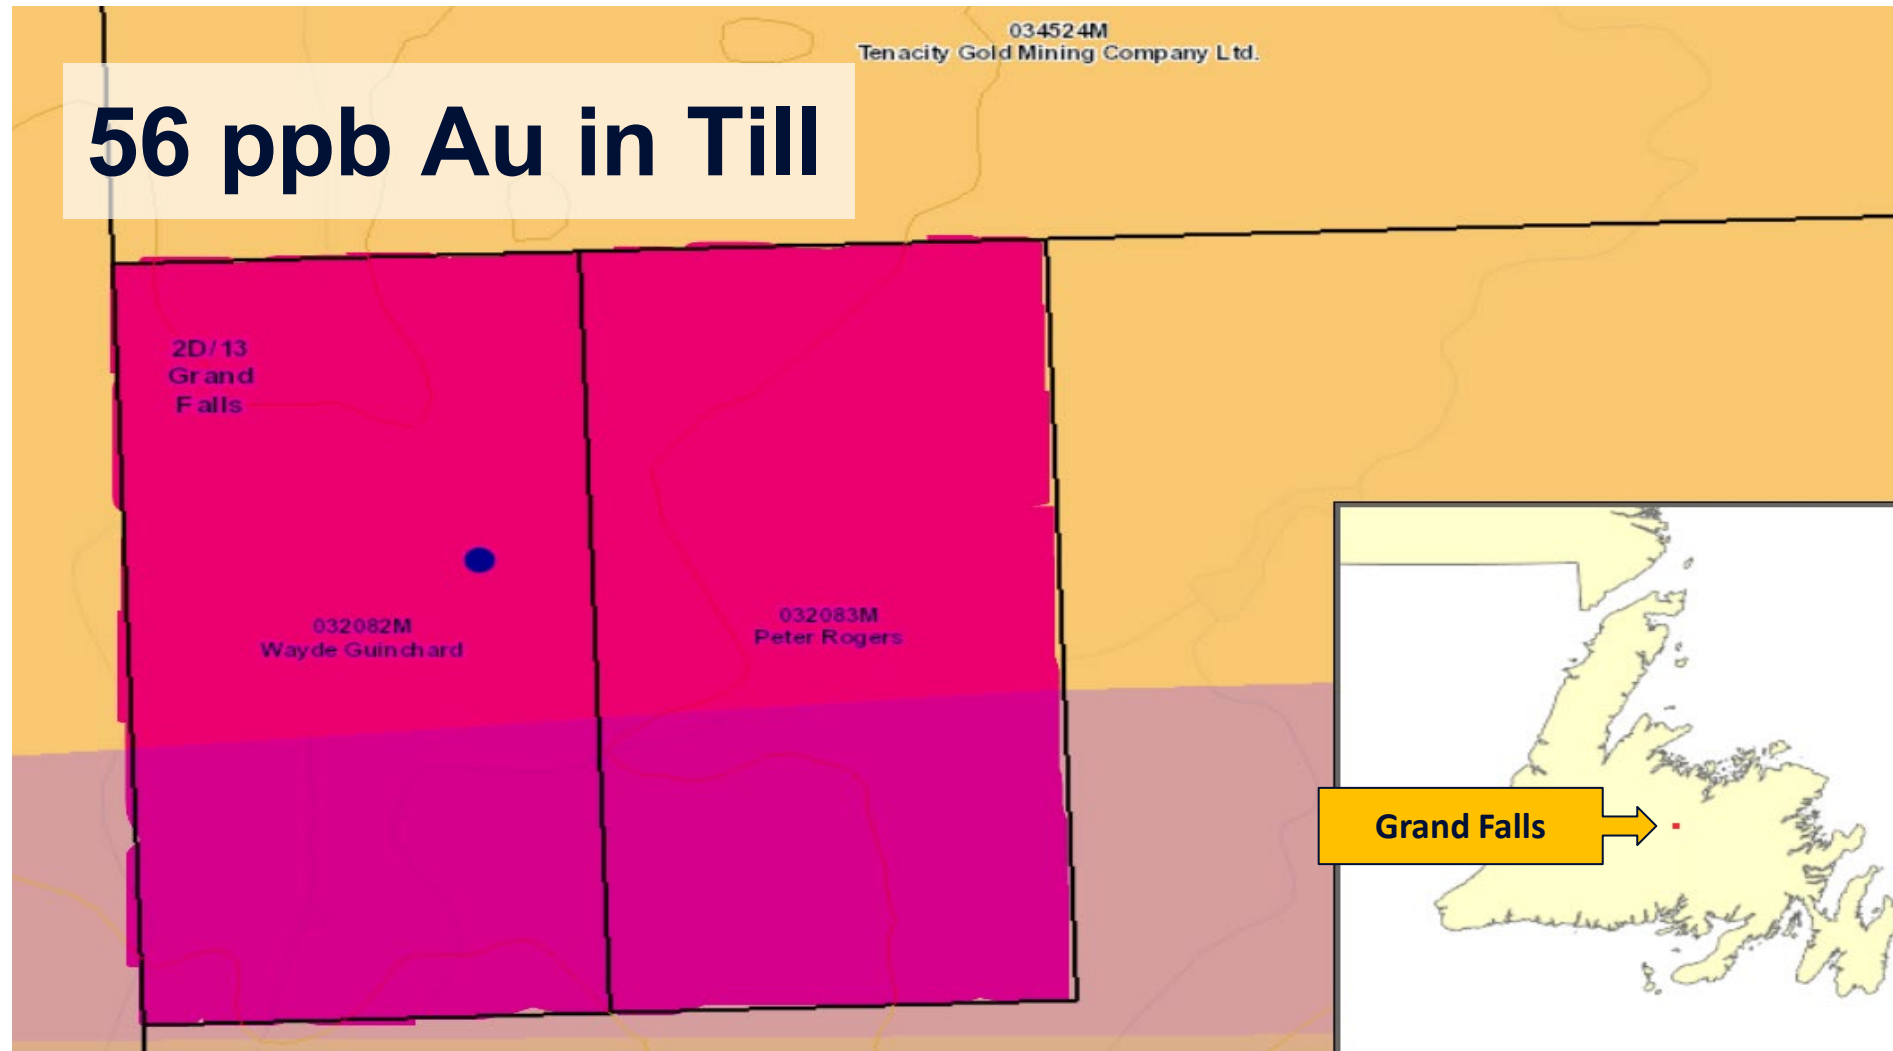 034524M
Tenacity Gold Mining Company Ltd.
56 ppb Au in Till
2D/13
Grand
Falls
032082M
Wayde Guinchard
032083M
Peter Rogers
Grand Falls